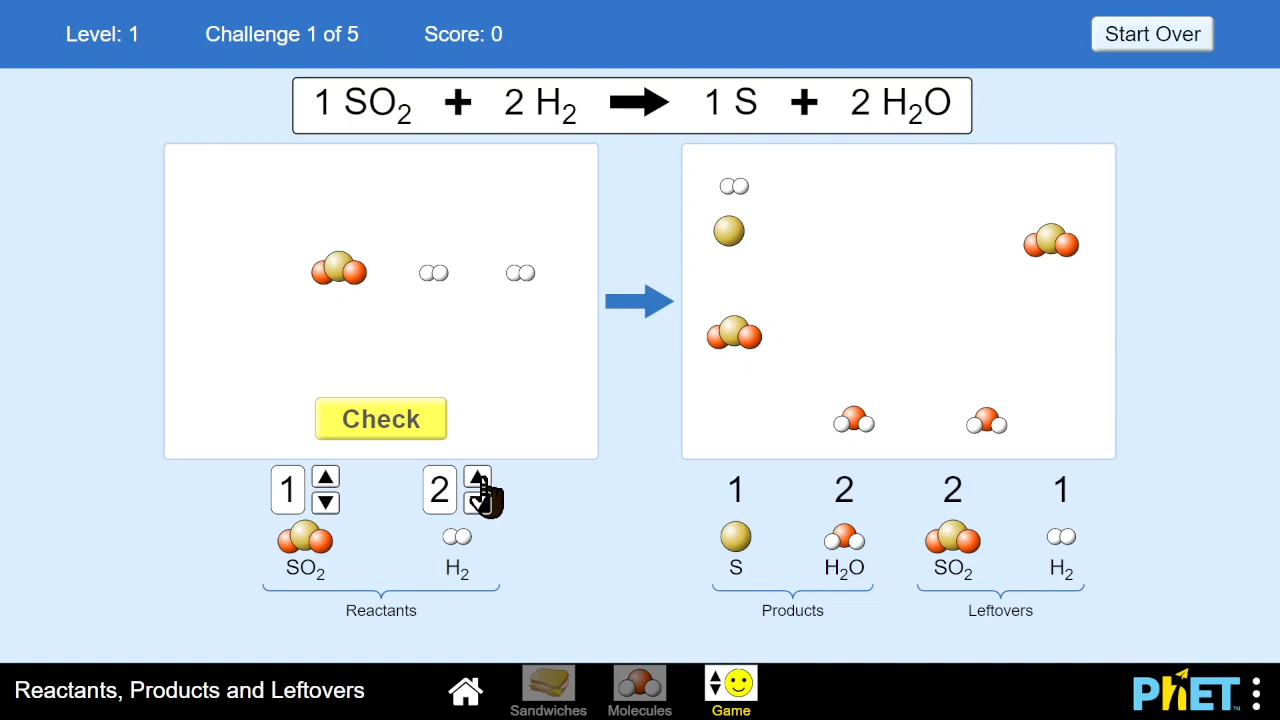 Level: 1 Challenge 1 of 5 Score: 0 Start Over
1 SO₂ + 2 H₂ → 1 S + 2 H₂O
Check
1 2 1 2 2 1
SO₂ H₂ S H₂O SO₂ H₂
Reactants Products Leftovers
Reactants, Products and Leftovers Sandwiches Molecules Game PhET